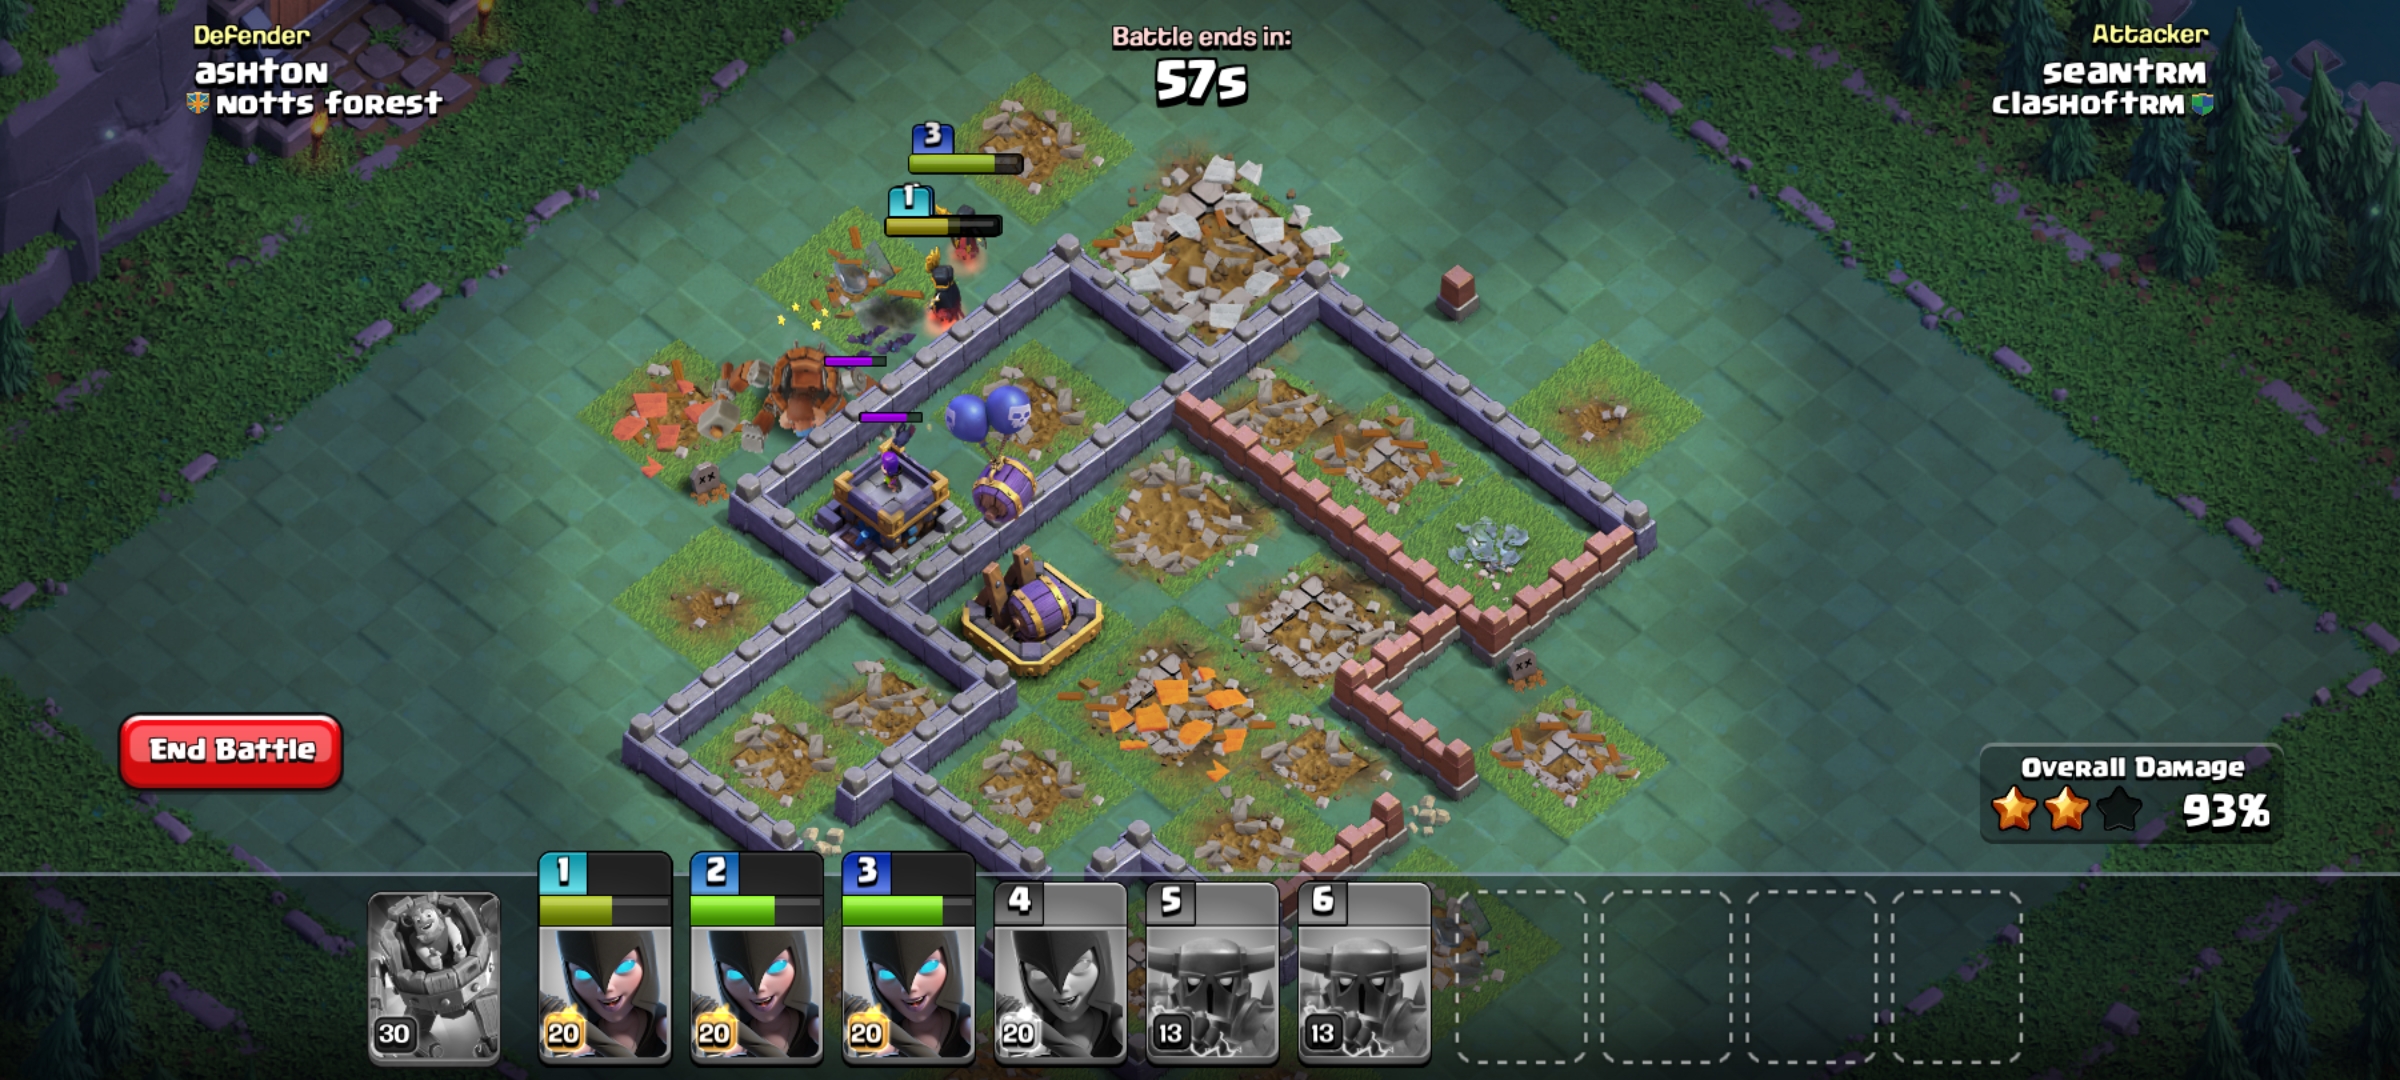 Defender
ashton
notts forest
Battle ends in:
57s
Attacker
seantRM
clashoftRM
3
1
End Battle
Overall Damage
93%
1
2
3
4
5
6
30
20
20
20
20
13
13